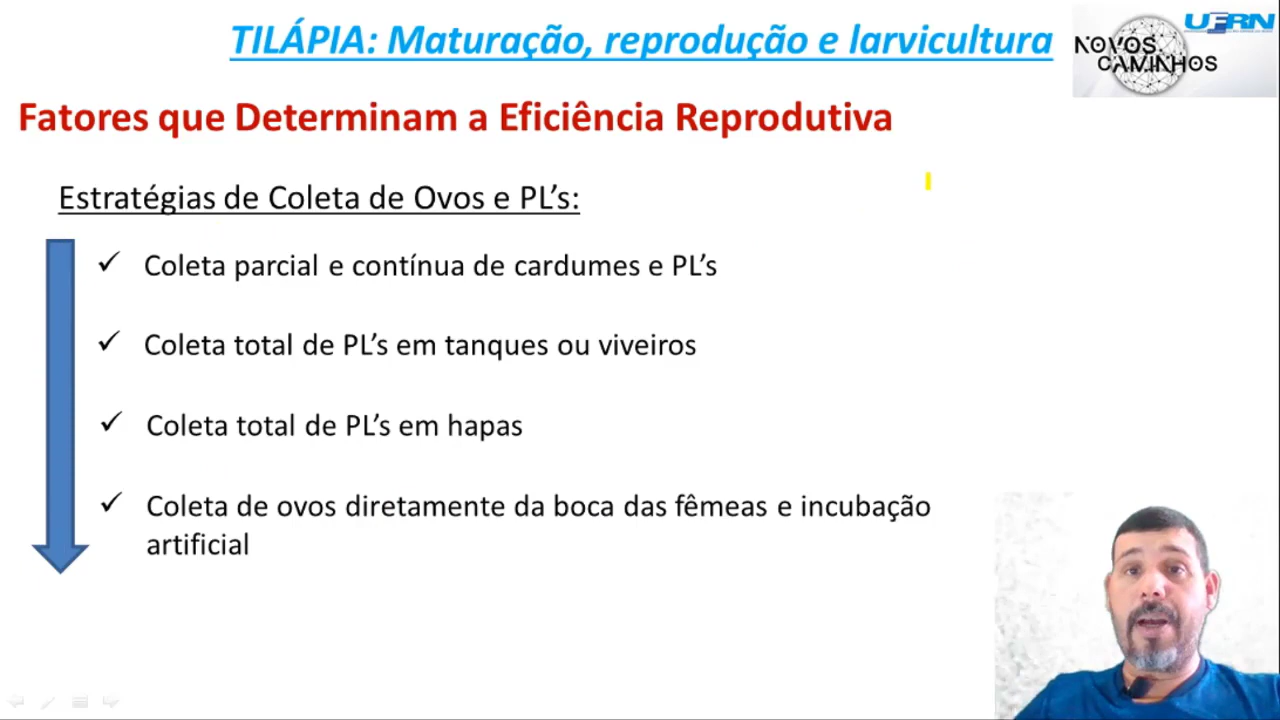 TILÁPIA: Maturação, reprodução e larvicultura
UFRN
NOVOS
CAMINHOS
Fatores que Determinam a Eficiência Reprodutiva
Estratégias de Coleta de Ovos e PL’s:
✓ Coleta parcial e contínua de cardumes e PL’s
✓ Coleta total de PL’s em tanques ou viveiros
✓ Coleta total de PL’s em hapas
✓ Coleta de ovos diretamente da boca das fêmeas e incubação
artificial